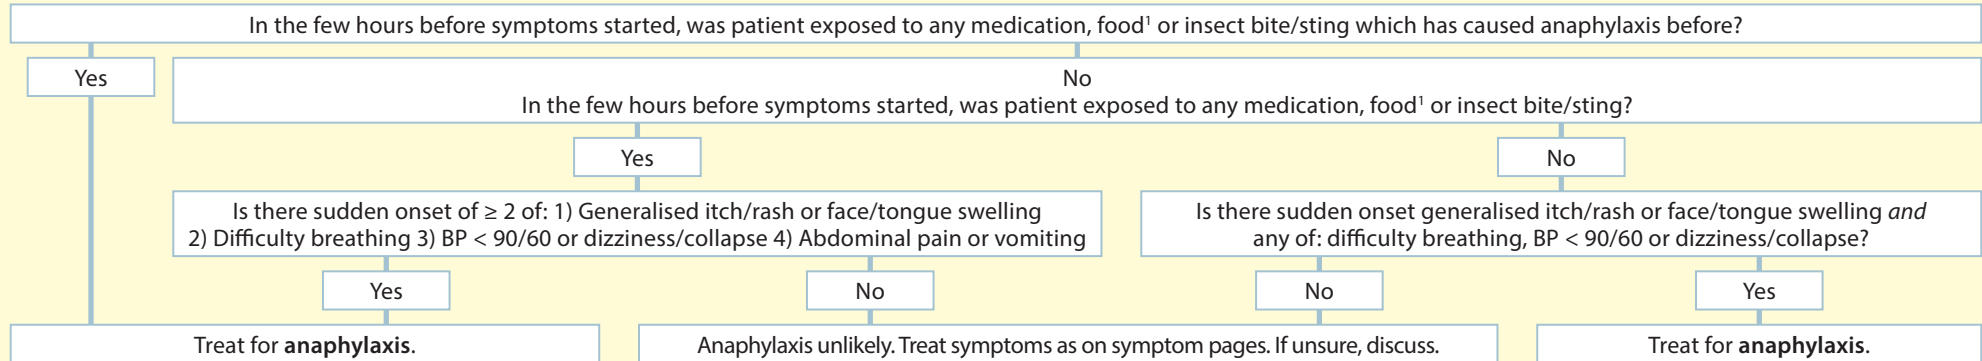 In the few hours before symptoms started, was patient exposed to any medication, food¹ or insect bite/sting which has caused anaphylaxis before?
Yes
No
In the few hours before symptoms started, was patient exposed to any medication, food¹ or insect bite/sting?
Yes
No
Is there sudden onset of ≥ 2 of: 1) Generalised itch/rash or face/tongue swelling
2) Difficulty breathing 3) BP < 90/60 or dizziness/collapse 4) Abdominal pain or vomiting
Is there sudden onset generalised itch/rash or face/tongue swelling and
any of: difficulty breathing, BP < 90/60 or dizziness/collapse?
Yes
No
No
Yes
Treat for anaphylaxis.
Anaphylaxis unlikely. Treat symptoms as on symptom pages. If unsure, discuss.
Treat for anaphylaxis.